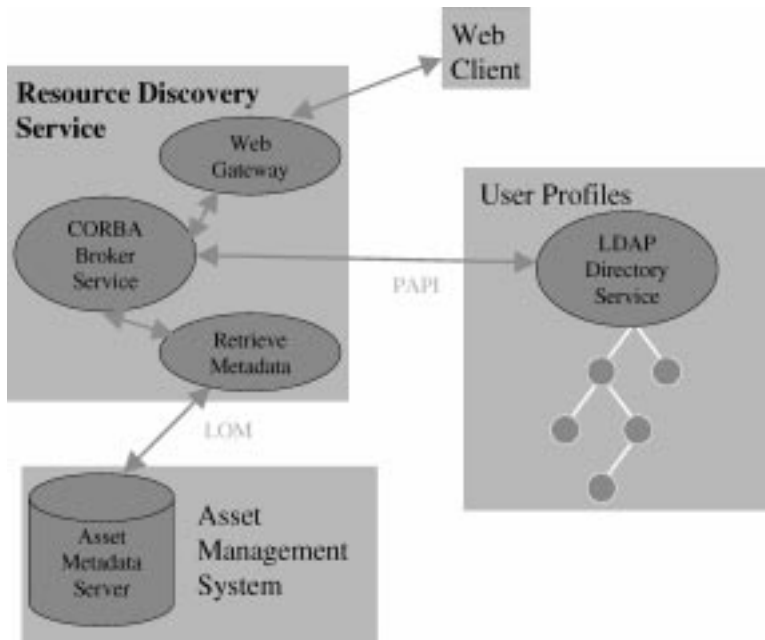 Web
Client
Resource Discovery
Service
Web
Gateway
CORBA
Broker
Service
Retrieve
Metadata
User Profiles
LDAP
Directory
Service
PAPI
LOM
Asset
Metadata
Server
Asset
Management
System